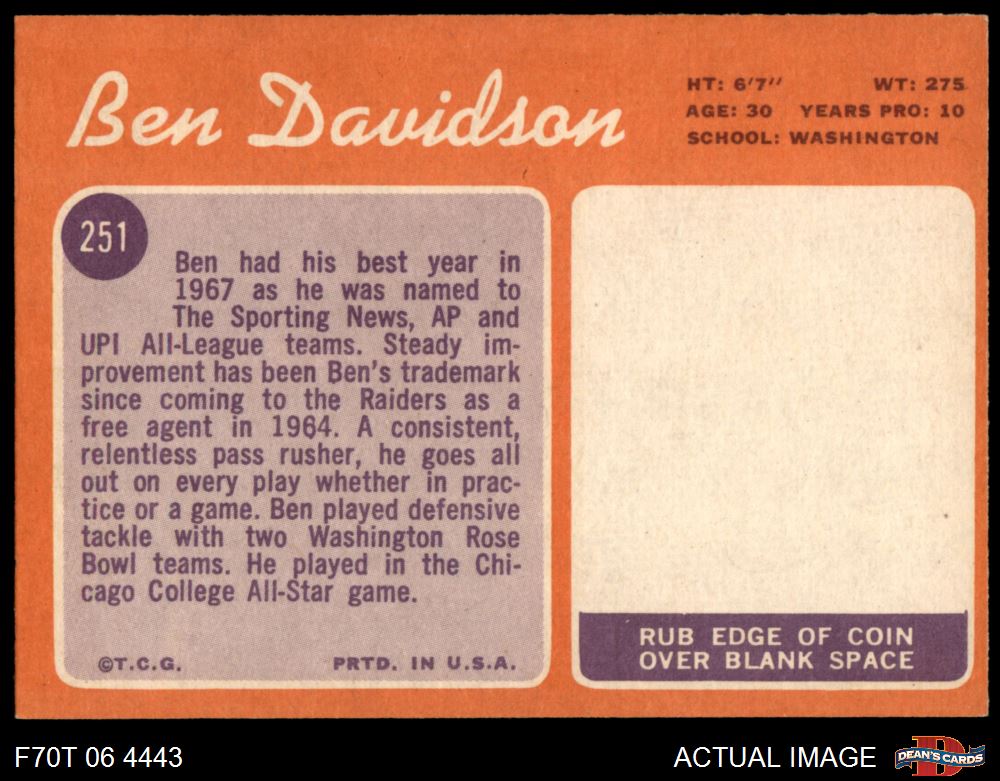 Ben Davidson
HT: 6'7'' WT: 275
AGE: 30 YEARS PRO: 10
SCHOOL: WASHINGTON
251
Ben had his best year in
1967 as he was named to
The Sporting News, AP and
UPI All-League teams. Steady im-
provement has been Ben's trademark
since coming to the Raiders as a
free agent in 1964. A consistent,
relentless pass rusher, he goes all
out on every play whether in prac-
tice or a game. Ben played defensive
tackle with two Washington Rose
Bowl teams. He played in the Chi-
cago College All-Star game.
©T.C.G. PRTD. IN U.S.A.
RUB EDGE OF COIN
OVER BLANK SPACE
F70T 06 4443
ACTUAL IMAGE
D
DEAN'S CARDS